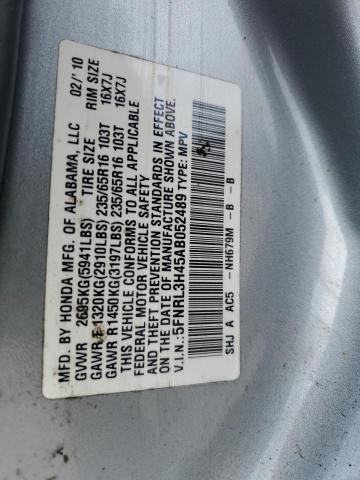 MFD. BY HONDA MFG. OF ALABAMA, LLC 02/'10
GVWR 2695KG(5941LBS) TIRE SIZE RIM SIZE
GAWR F 1320KG(2910LBS) 235/65R16 103T 16X7J
GAWR R 1450KG(3197LBS) 235/65R16 103T 16X7J
THIS VEHICLE CONFORMS TO ALL APPLICABLE
FEDERAL MOTOR VEHICLE SAFETY
AND THEFT PREVENTION STANDARDS IN EFFECT
ON THE DATE OF MANUFACTURE SHOWN ABOVE.
V.I.N.:5FNRL3H45AB052489 TYPE: MPV
SHJ A AC5 -NH679M -B -B